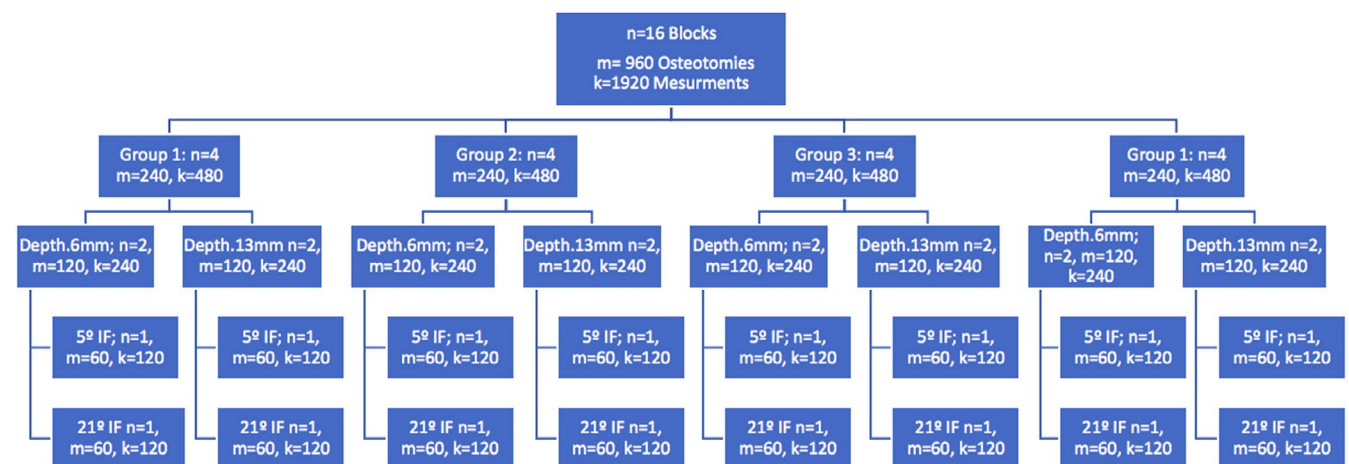 n=16 Blocks
m= 960 Osteotomies
k=1920 Mesurments
Group 1: n=4
m=240, k=480
Group 2: n=4
m=240, k=480
Group 3: n=4
m=240, k=480
Group 1: n=4
m=240, k=480
Depth.6mm; n=2,
m=120, k=240
Depth.13mm n=2,
m=120, k=240
Depth.6mm; n=2,
m=120, k=240
Depth.13mm n=2,
m=120, k=240
Depth.6mm; n=2,
m=120, k=240
Depth.13mm n=2,
m=120, k=240
Depth.6mm;
n=2, m=120,
k=240
Depth.13mm n=2,
m=120, k=240
5º IF; n=1,
m=60, k=120
5º IF; n=1,
m=60, k=120
5º IF; n=1,
m=60, k=120
5º IF; n=1,
m=60, k=120
5º IF; n=1,
m=60, k=120
5º IF; n=1,
m=60, k=120
5º IF; n=1,
m=60, k=120
5º IF; n=1,
m=60, k=120
21º IF n=1,
m=60, k=120
21º IF n=1,
m=60, k=120
21º IF n=1,
m=60, k=120
21º IF n=1,
m=60, k=120
21º IF n=1,
m=60, k=120
21º IF n=1,
m=60, k=120
21º IF n=1,
m=60, k=120
21º IF n=1,
m=60, k=120